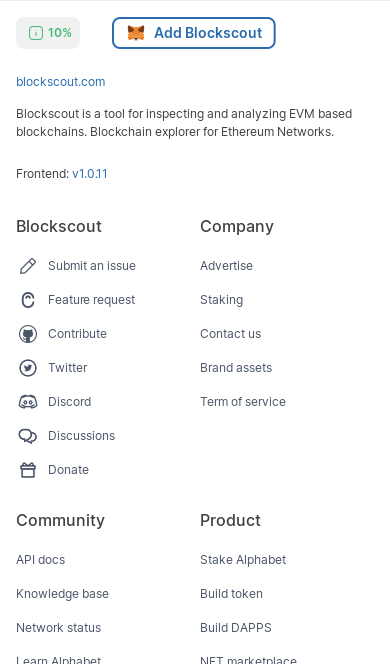 10%
Add Blockscout
blockscout.com
Blockscout is a tool for inspecting and analyzing EVM based
blockchains. Blockchain explorer for Ethereum Networks.
Frontend: v1.0.11
Blockscout
Submit an issue
Feature request
Contribute
Twitter
Discord
Discussions
Donate
Company
Advertise
Staking
Contact us
Brand assets
Term of service
Community
API docs
Knowledge base
Network status
Learn Alphabet
Product
Stake Alphabet
Build token
Build DAPPS
NFT marketplace